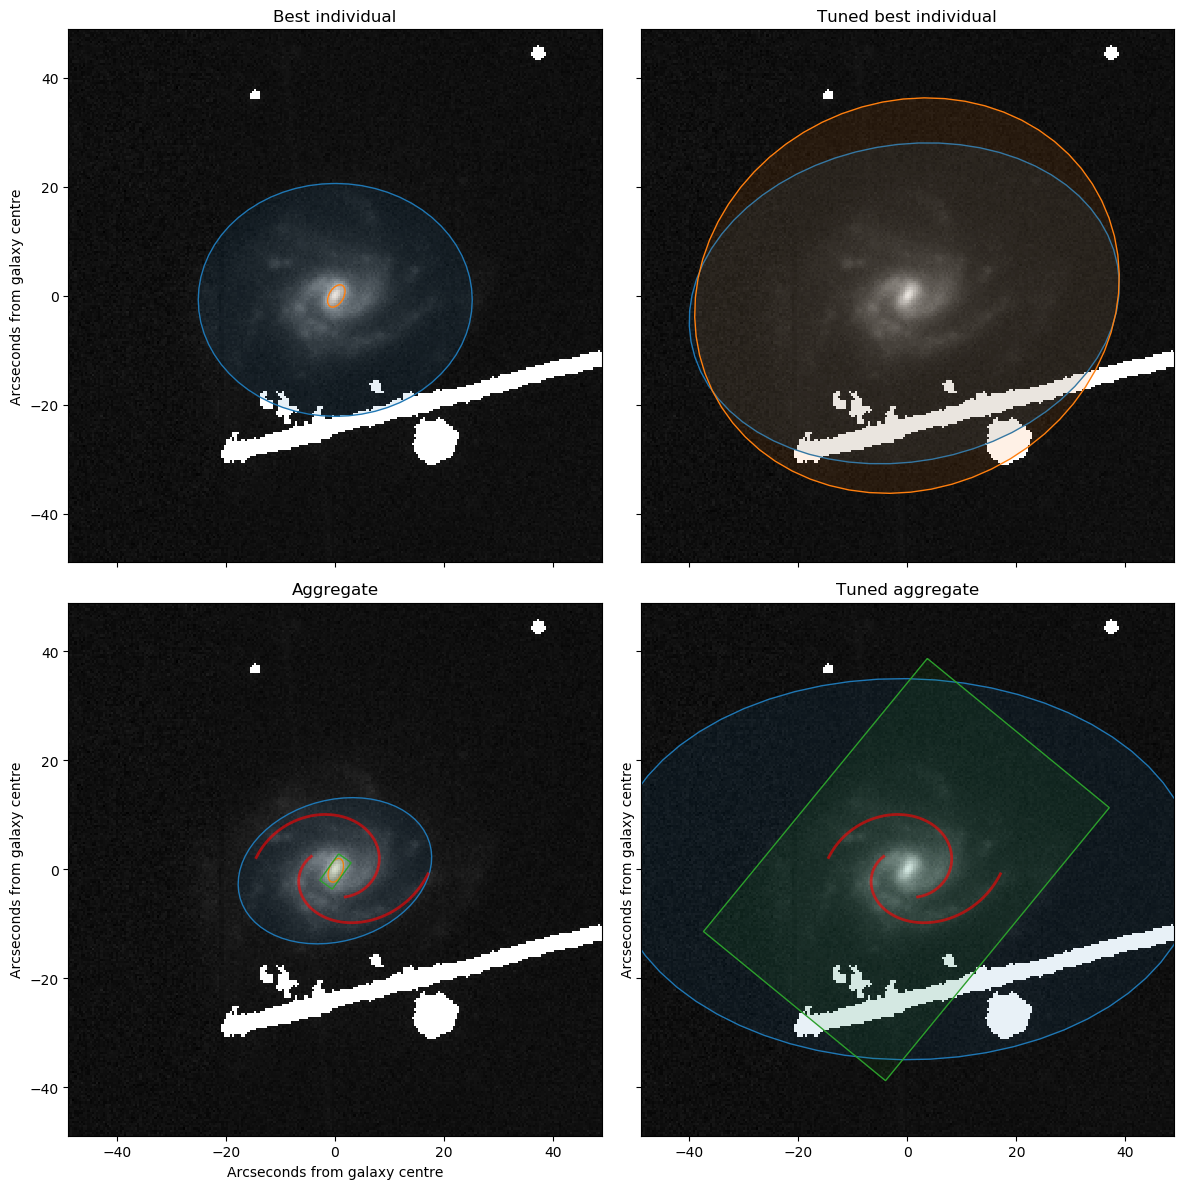 Best individual
Tuned best individual
40
20
0
−20
−40
Arcseconds from galaxy centre
Aggregate
Tuned aggregate
40
20
0
−20
−40
Arcseconds from galaxy centre
Arcseconds from galaxy centre
−40 −20 0 20 40
−40 −20 0 20 40
Arcseconds from galaxy centre